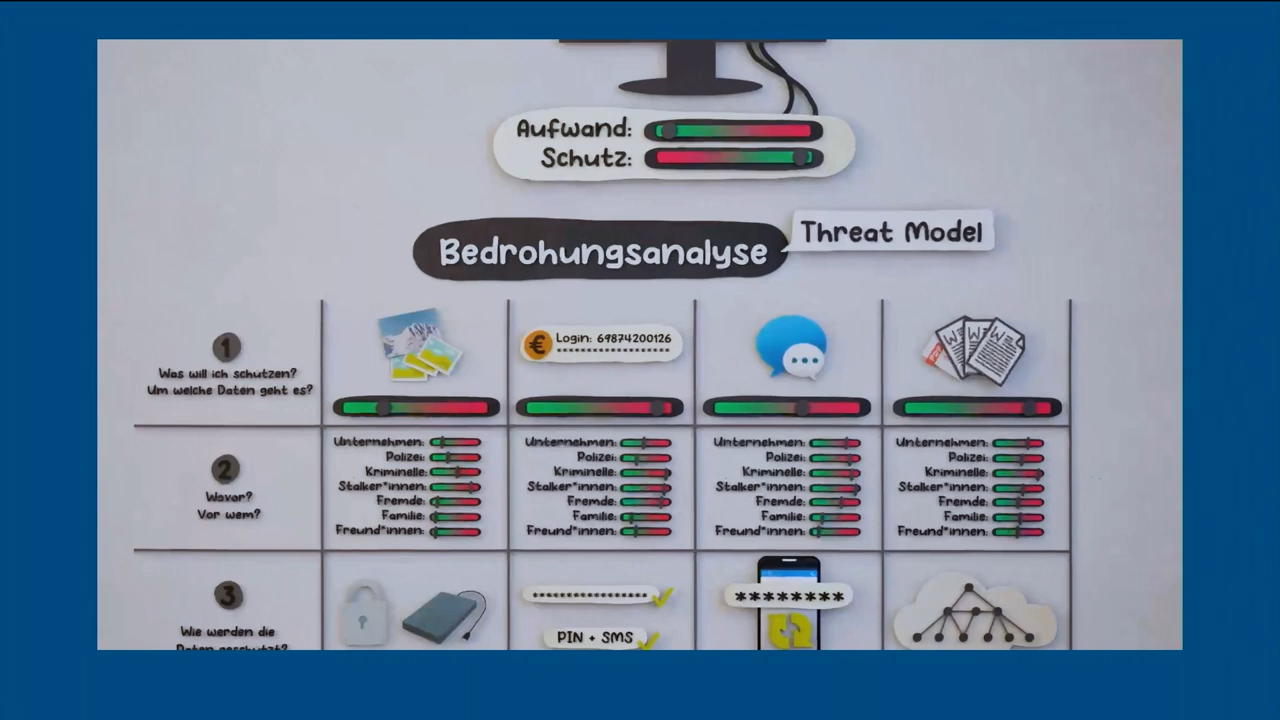 Aufwand:
Schutz:
Bedrohungsanalyse
Threat Model
1
Was will ich schützen?
Um welche Daten geht es?
€ Login: 69874200126
********************
2
Wovor?
Vor wem?
Unternehmen:
Polizei:
Kriminelle:
Stalker*innen:
Fremde:
Familie:
Freund*innen:
Unternehmen:
Polizei:
Kriminelle:
Stalker*innen:
Fremde:
Familie:
Freund*innen:
Unternehmen:
Polizei:
Kriminelle:
Stalker*innen:
Fremde:
Familie:
Freund*innen:
Unternehmen:
Polizei:
Kriminelle:
Stalker*innen:
Fremde:
Familie:
Freund*innen:
3
Wie werden die
Daten geschützt?
PIN + SMS
********